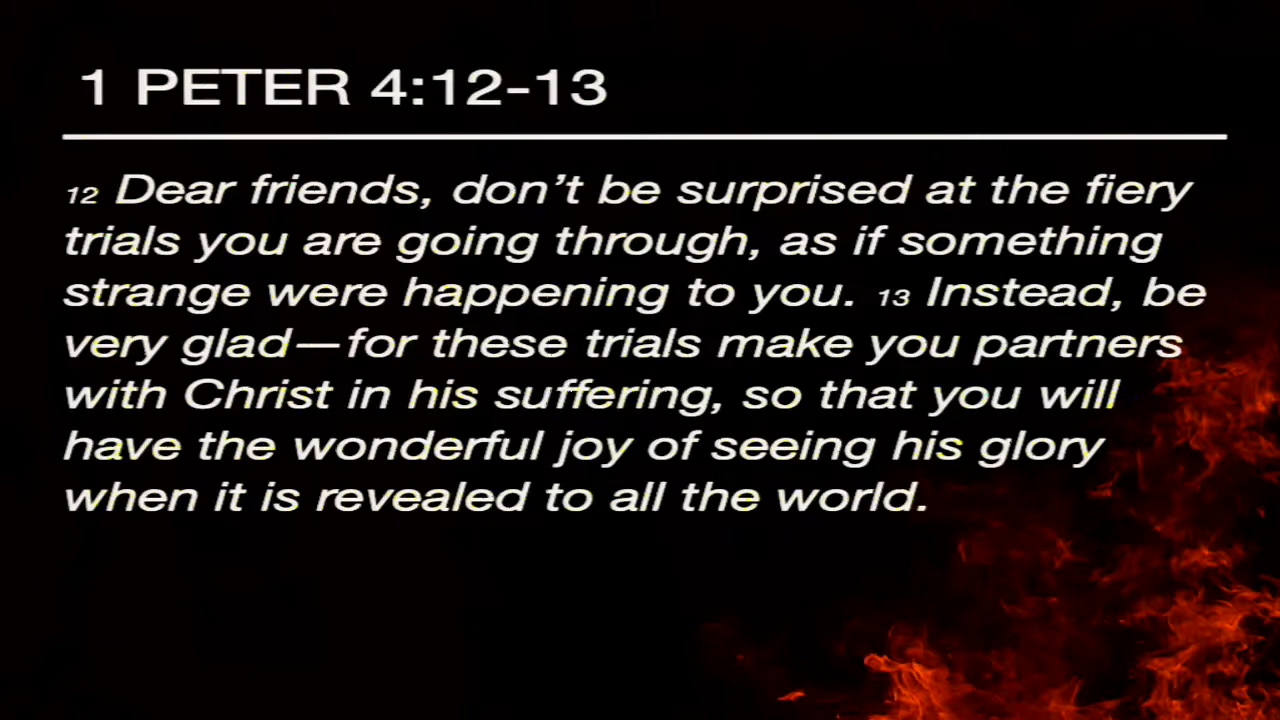 1 PETER 4:12-13
12 Dear friends, don’t be surprised at the fiery
trials you are going through, as if something
strange were happening to you. 13 Instead, be
very glad—for these trials make you partners
with Christ in his suffering, so that you will
have the wonderful joy of seeing his glory
when it is revealed to all the world.